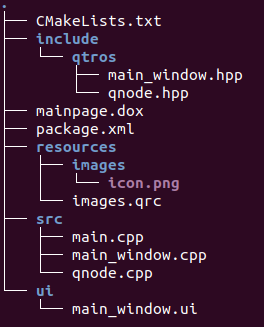 .
├── CMakeLists.txt
├── include
│   └── qtros
│       ├── main_window.hpp
│       └── qnode.hpp
├── mainpage.dox
├── package.xml
├── resources
│   ├── images
│   │   └── icon.png
│   └── images.qrc
├── src
│   ├── main.cpp
│   ├── main_window.cpp
│   └── qnode.cpp
└── ui
    └── main_window.ui